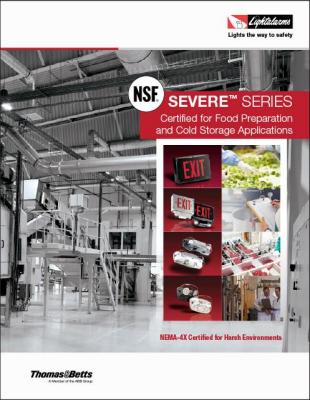 Lightalarms
Lights the way to safety
NSF
SEVERE™ SERIES
Certified for Food Preparation
and Cold Storage Applications
EXIT
EXIT
EXIT
NEMA-4X Certified for Harsh Environments
Thomas&Betts
A Member of the ABB Group